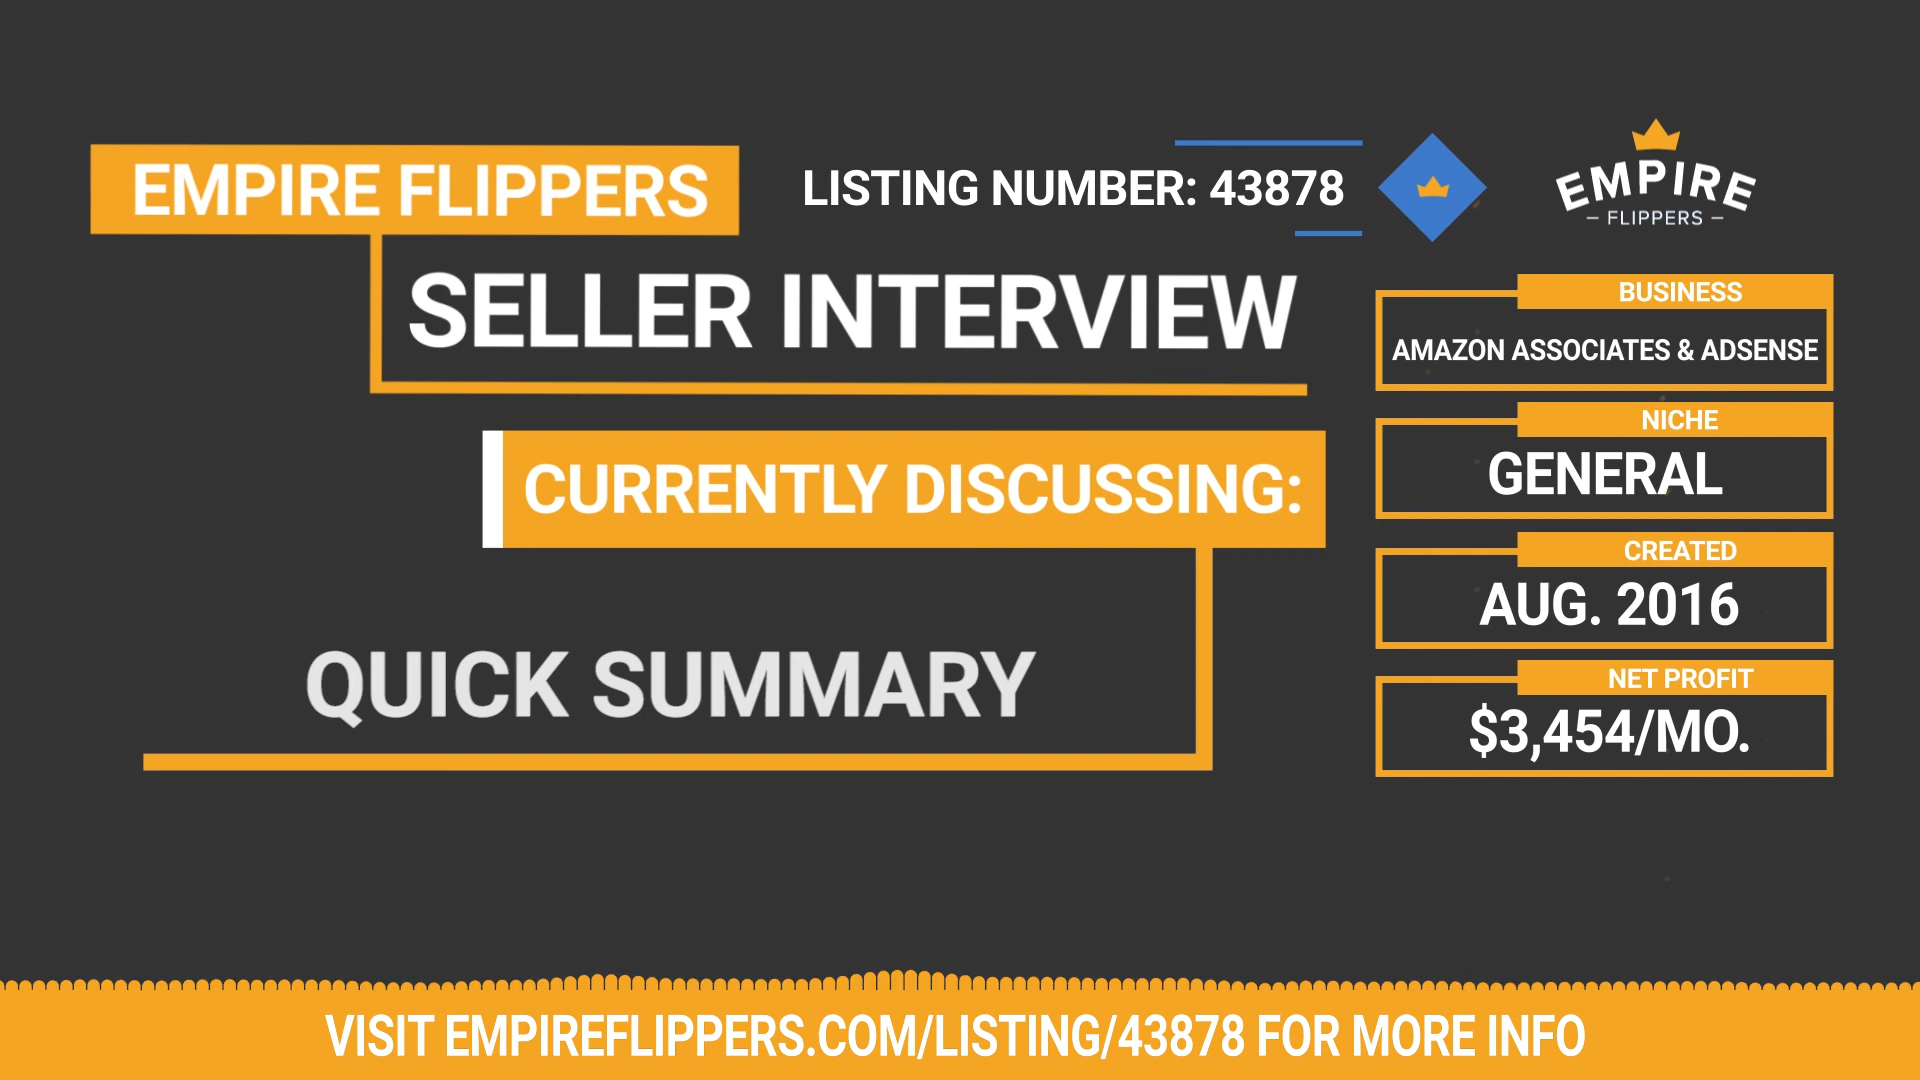 EMPIRE FLIPPERS
LISTING NUMBER: 43878
EMPIRE
FLIPPERS
SELLER INTERVIEW
CURRENTLY DISCUSSING:
QUICK SUMMARY
BUSINESS
AMAZON ASSOCIATES & ADSENSE
NICHE
GENERAL
CREATED
AUG. 2016
NET PROFIT
$3,454/MO.
VISIT EMPIREFLIPPERS.COM/LISTING/43878 FOR MORE INFO